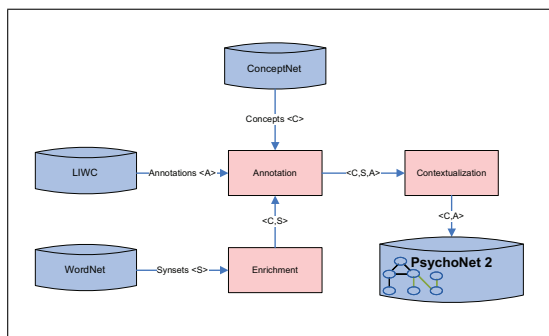 ConceptNet
Concepts <C>
LIWC
Annotations <A>
Annotation
<C,S,A>
Contextualization
<C,S>
<C,A>
WordNet
Synsets <S>
Enrichment
PsychoNet 2